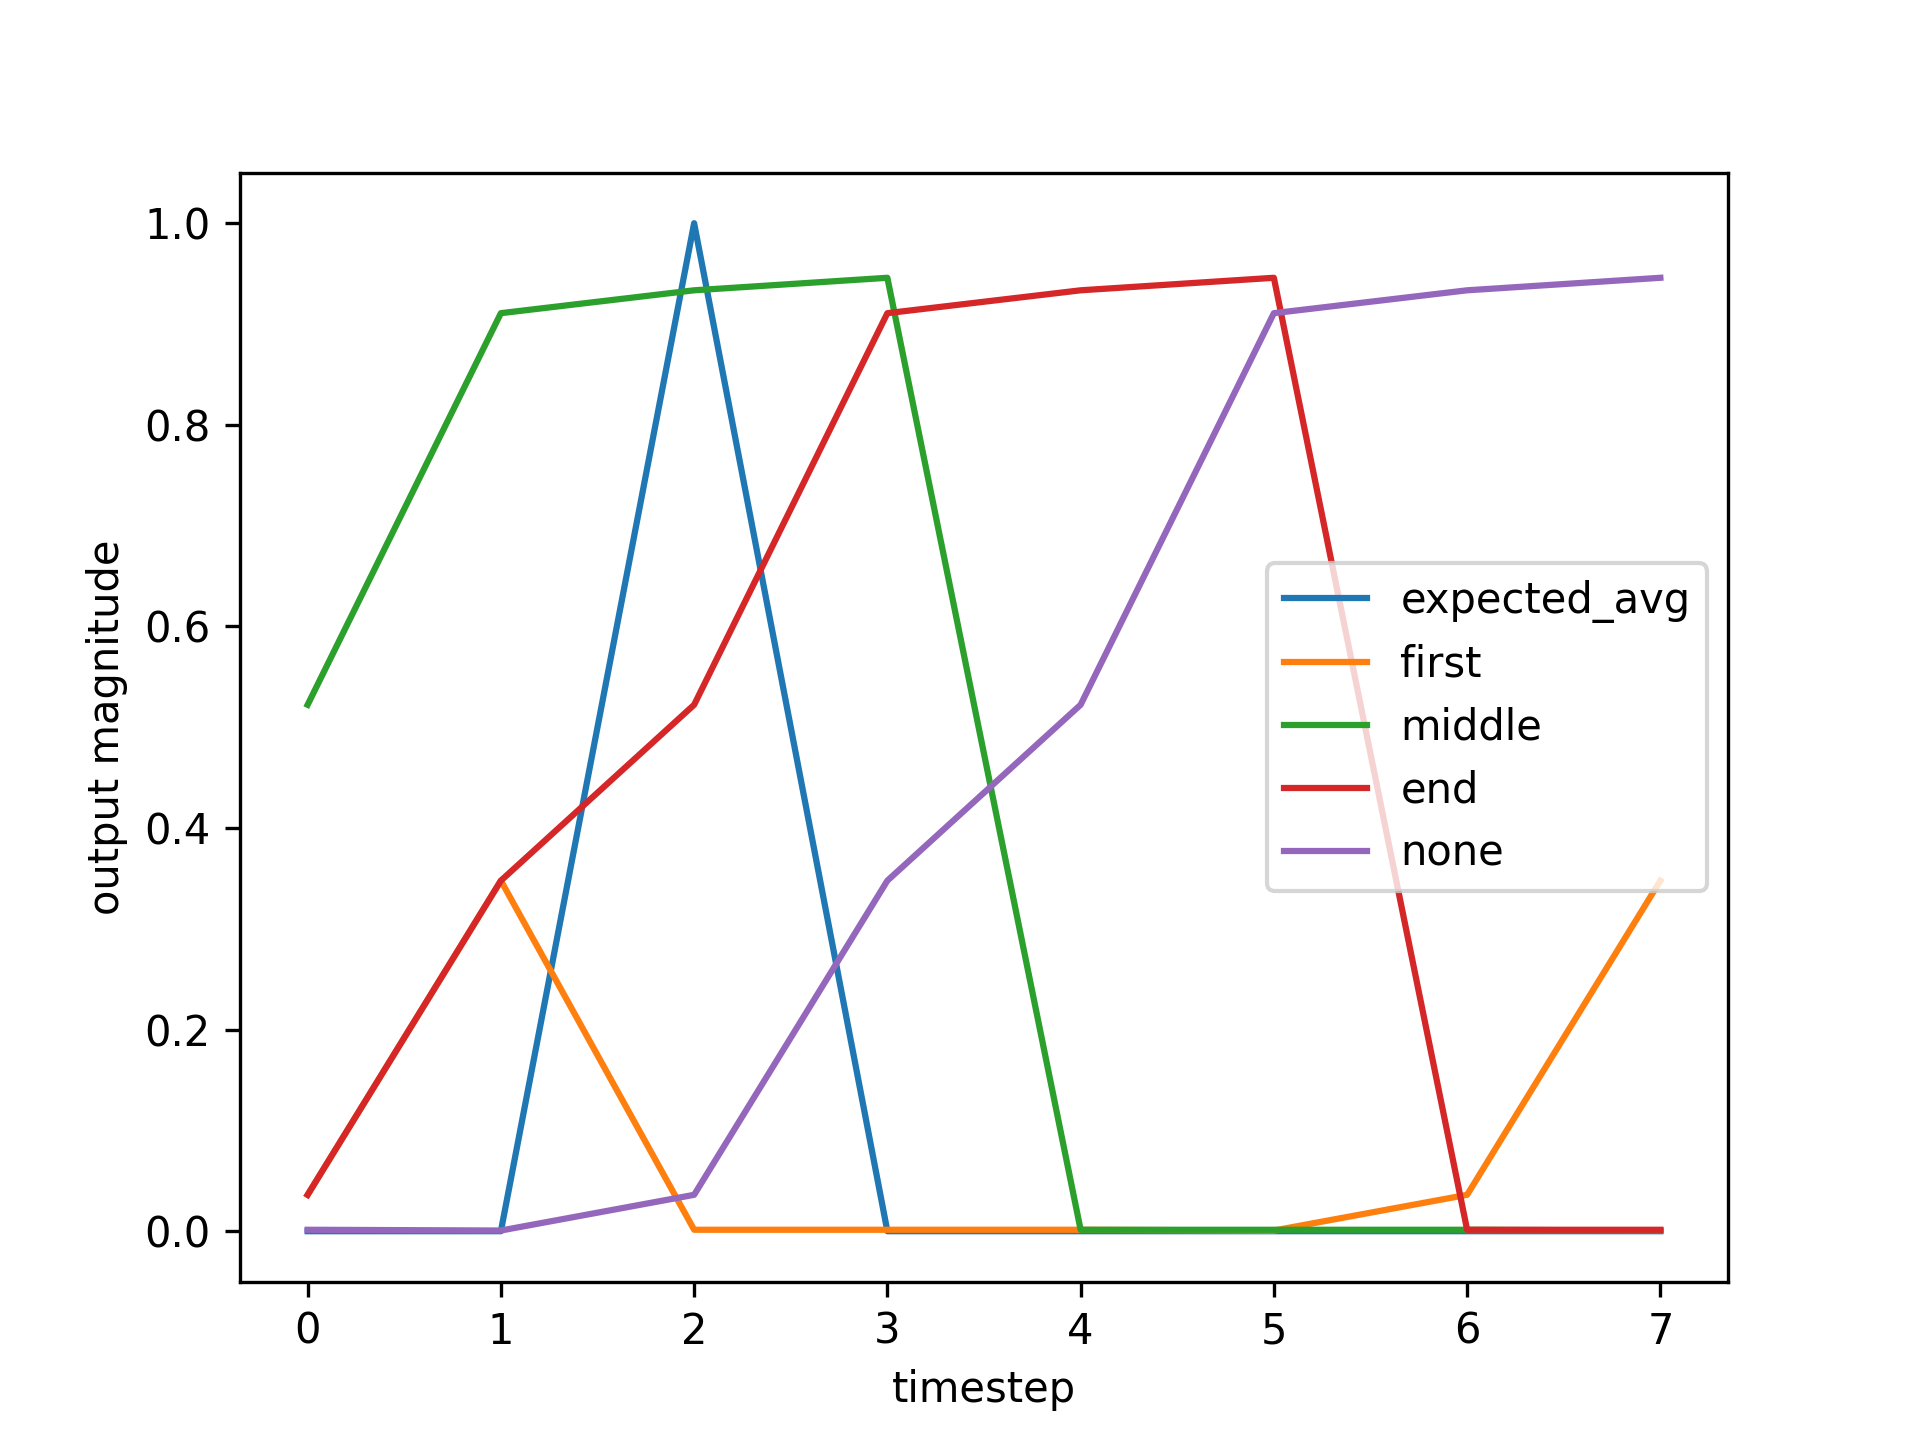 1.0
0.8
0.6
0.4
0.2
0.0
output magnitude
expected_avg
first
middle
end
none
0 1 2 3 4 5 6 7
timestep